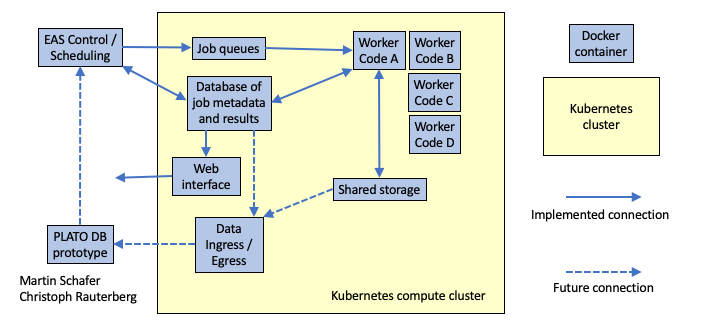 EAS Control /
Scheduling
Job queues
Worker
Code A
Worker
Code B
Worker
Code C
Worker
Code D
Database of
job metadata
and results
Web
interface
Shared storage
Data
Ingress /
Egress
PLATO DB
prototype
Martin Schafer
Christoph Rauterberg
Kubernetes compute cluster
Docker
container
Kubernetes
cluster
Implemented connection
Future connection